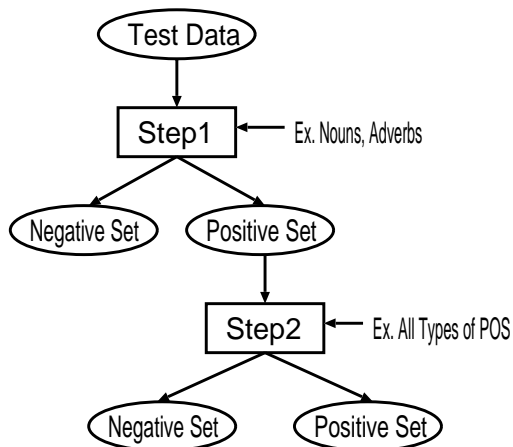 Test Data
Step1
Ex. Nouns, Adverbs
Negative Set
Positive Set
Step2
Ex. All Types of POS
Negative Set
Positive Set